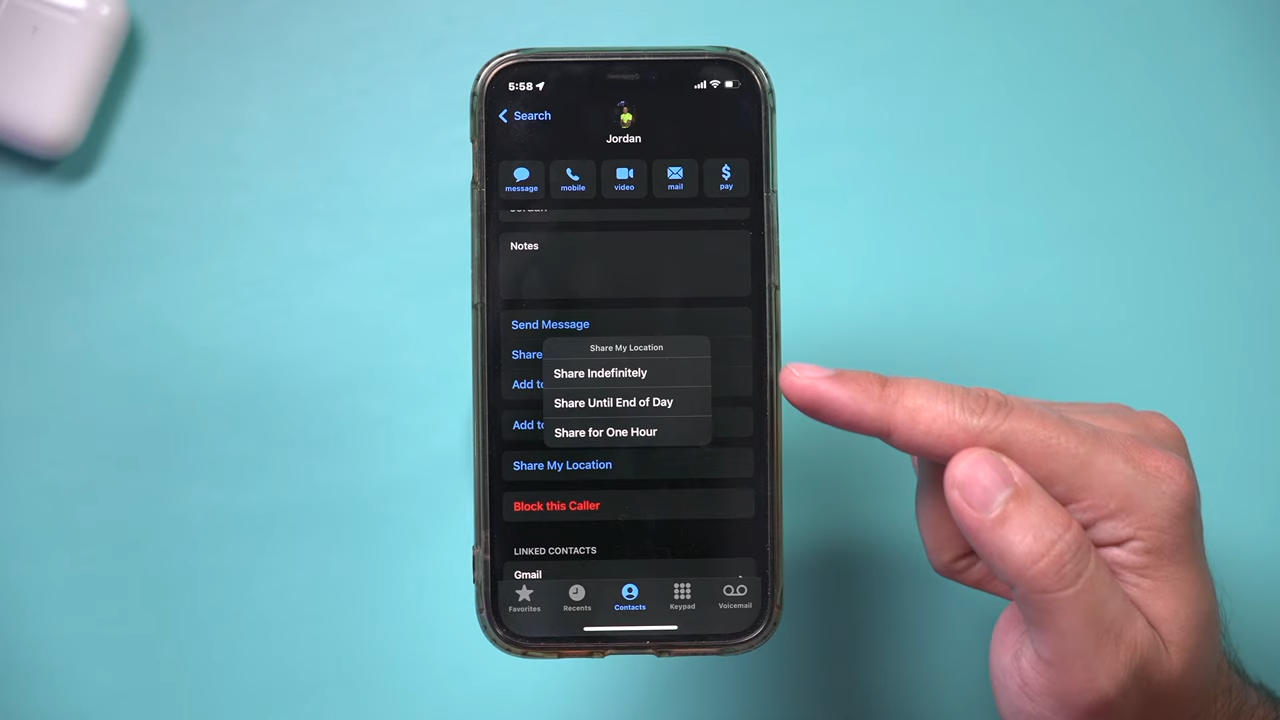 5:58
Search
Jordan
message
mobile
video
mail
pay
Jordan
Notes
Send Message
Share
Share My Location
Share Indefinitely
Add to
Share Until End of Day
Add to
Share for One Hour
Share My Location
Block this Caller
LINKED CONTACTS
Gmail
Favorites
Recents
Contacts
Keypad
Voicemail